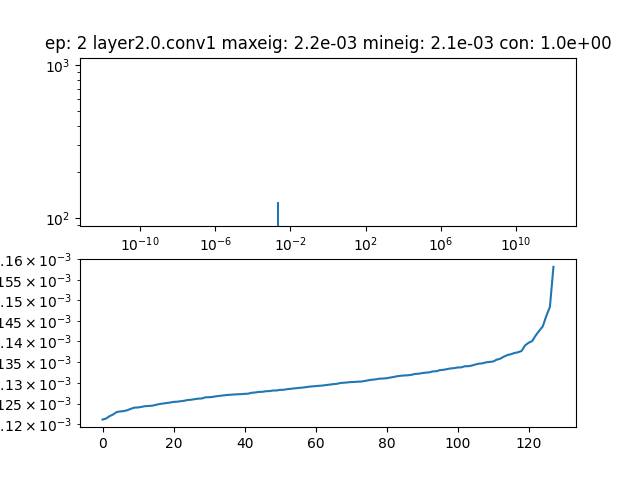 ep: 2 layer2.0.conv1 maxeig: 2.2e-03 mineig: 2.1e-03 con: 1.0e+00
10³
10²
10⁻¹⁰ 10⁻⁶ 10⁻² 10² 10⁶ 10¹⁰
.16 × 10⁻³
155 × 10⁻³
.15 × 10⁻³
145 × 10⁻³
.14 × 10⁻³
135 × 10⁻³
.13 × 10⁻³
125 × 10⁻³
.12 × 10⁻³
0 20 40 60 80 100 120